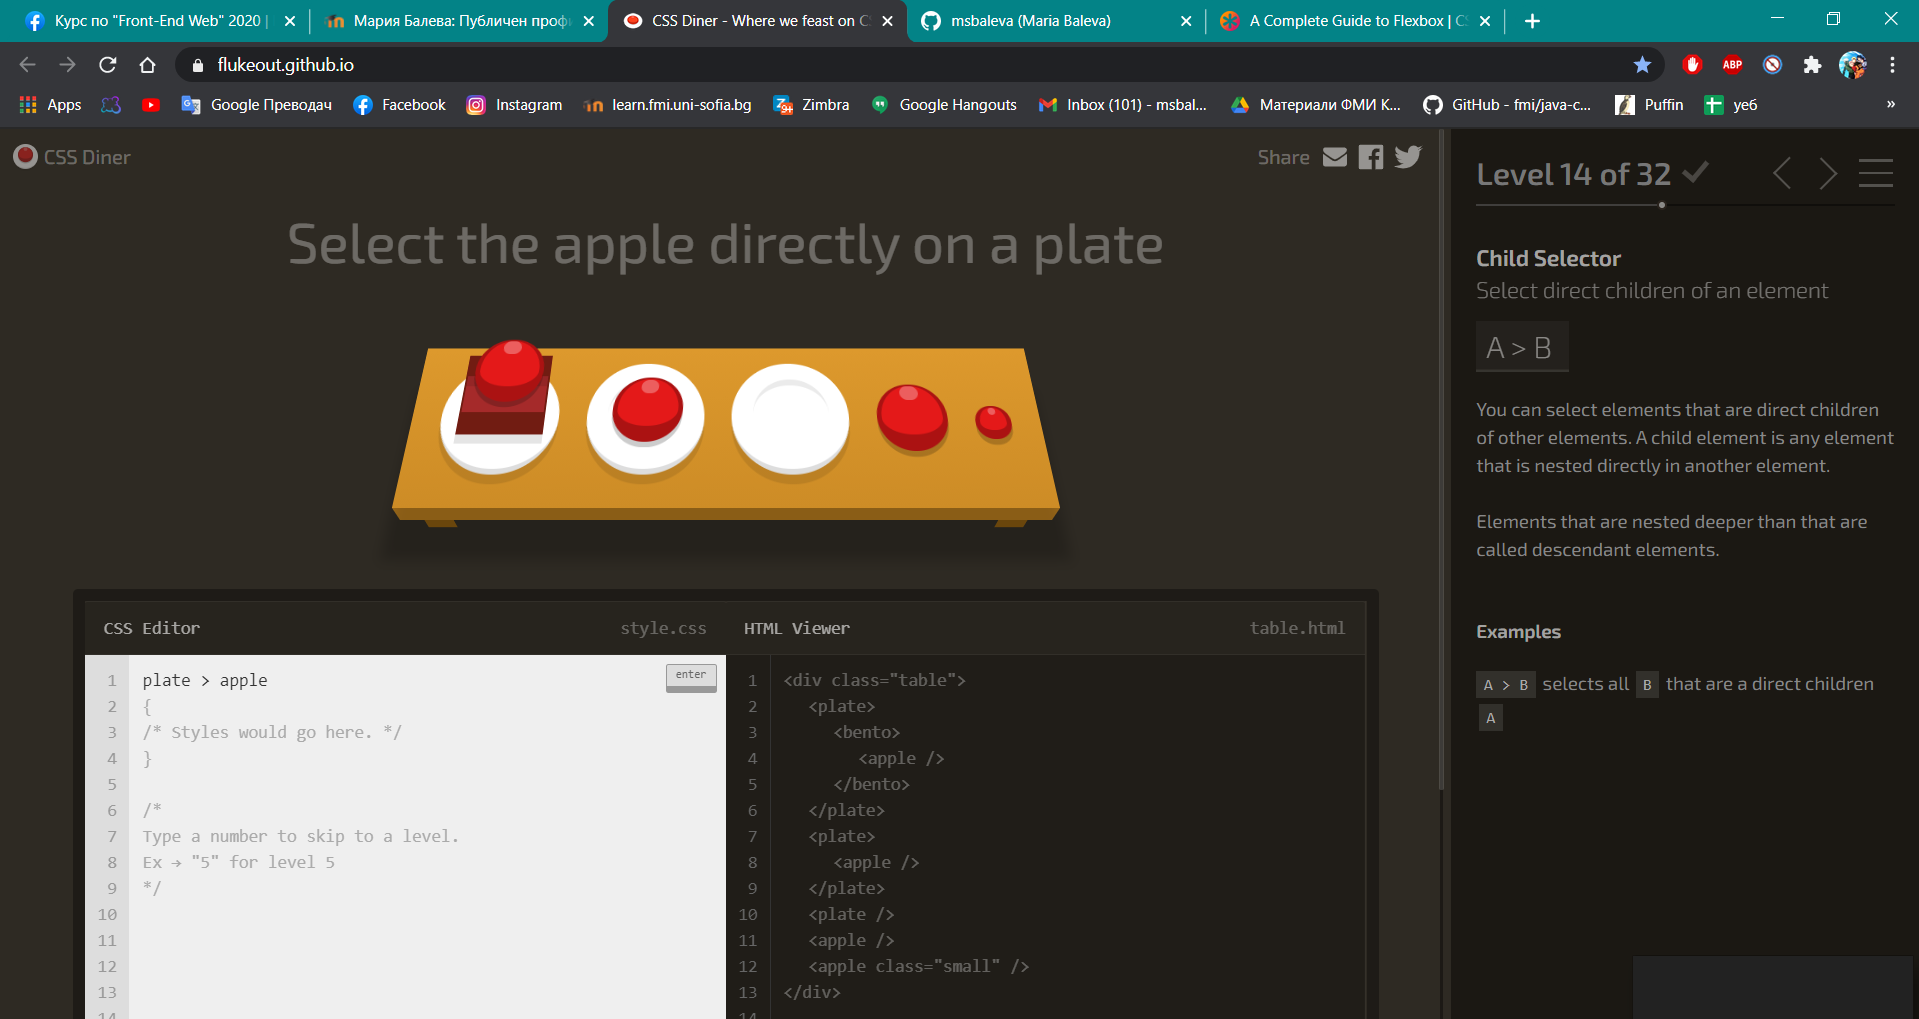 Курс по "Front-End Web" 2020 |
Мария Балева: Публичен проф
CSS Diner - Where we feast on C
msbaleva (Maria Baleva)
A Complete Guide to Flexbox | C
flukeout.github.io
ABP
Apps
Google Преводач
Facebook
Instagram
learn.fmi.uni-sofia.bg
Zimbra
Google Hangouts
Inbox (101) - msbal...
Материали ФМИ К...
GitHub - fmi/java-c...
Puffin
уеб
»
CSS Diner
Share
Select the apple directly on a plate
CSS Editor
style.css
HTML Viewer
table.html
enter
1 plate > apple
2 {
3 /* Styles would go here. */
4 }
5
6 /*
7 Type a number to skip to a level.
8 Ex → "5" for level 5
9 */
10
11
12
13
14
1 <div class="table">
2 <plate>
3 <bento>
4 <apple />
5 </bento>
6 </plate>
7 <plate>
8 <apple />
9 </plate>
10 <plate />
11 <apple />
12 <apple class="small" />
13 </div>
14
Level 14 of 32
Child Selector
Select direct children of an element
A > B
You can select elements that are direct children
of other elements. A child element is any element
that is nested directly in another element.
Elements that are nested deeper than that are
called descendant elements.
Examples
A > B selects all B that are a direct children
A